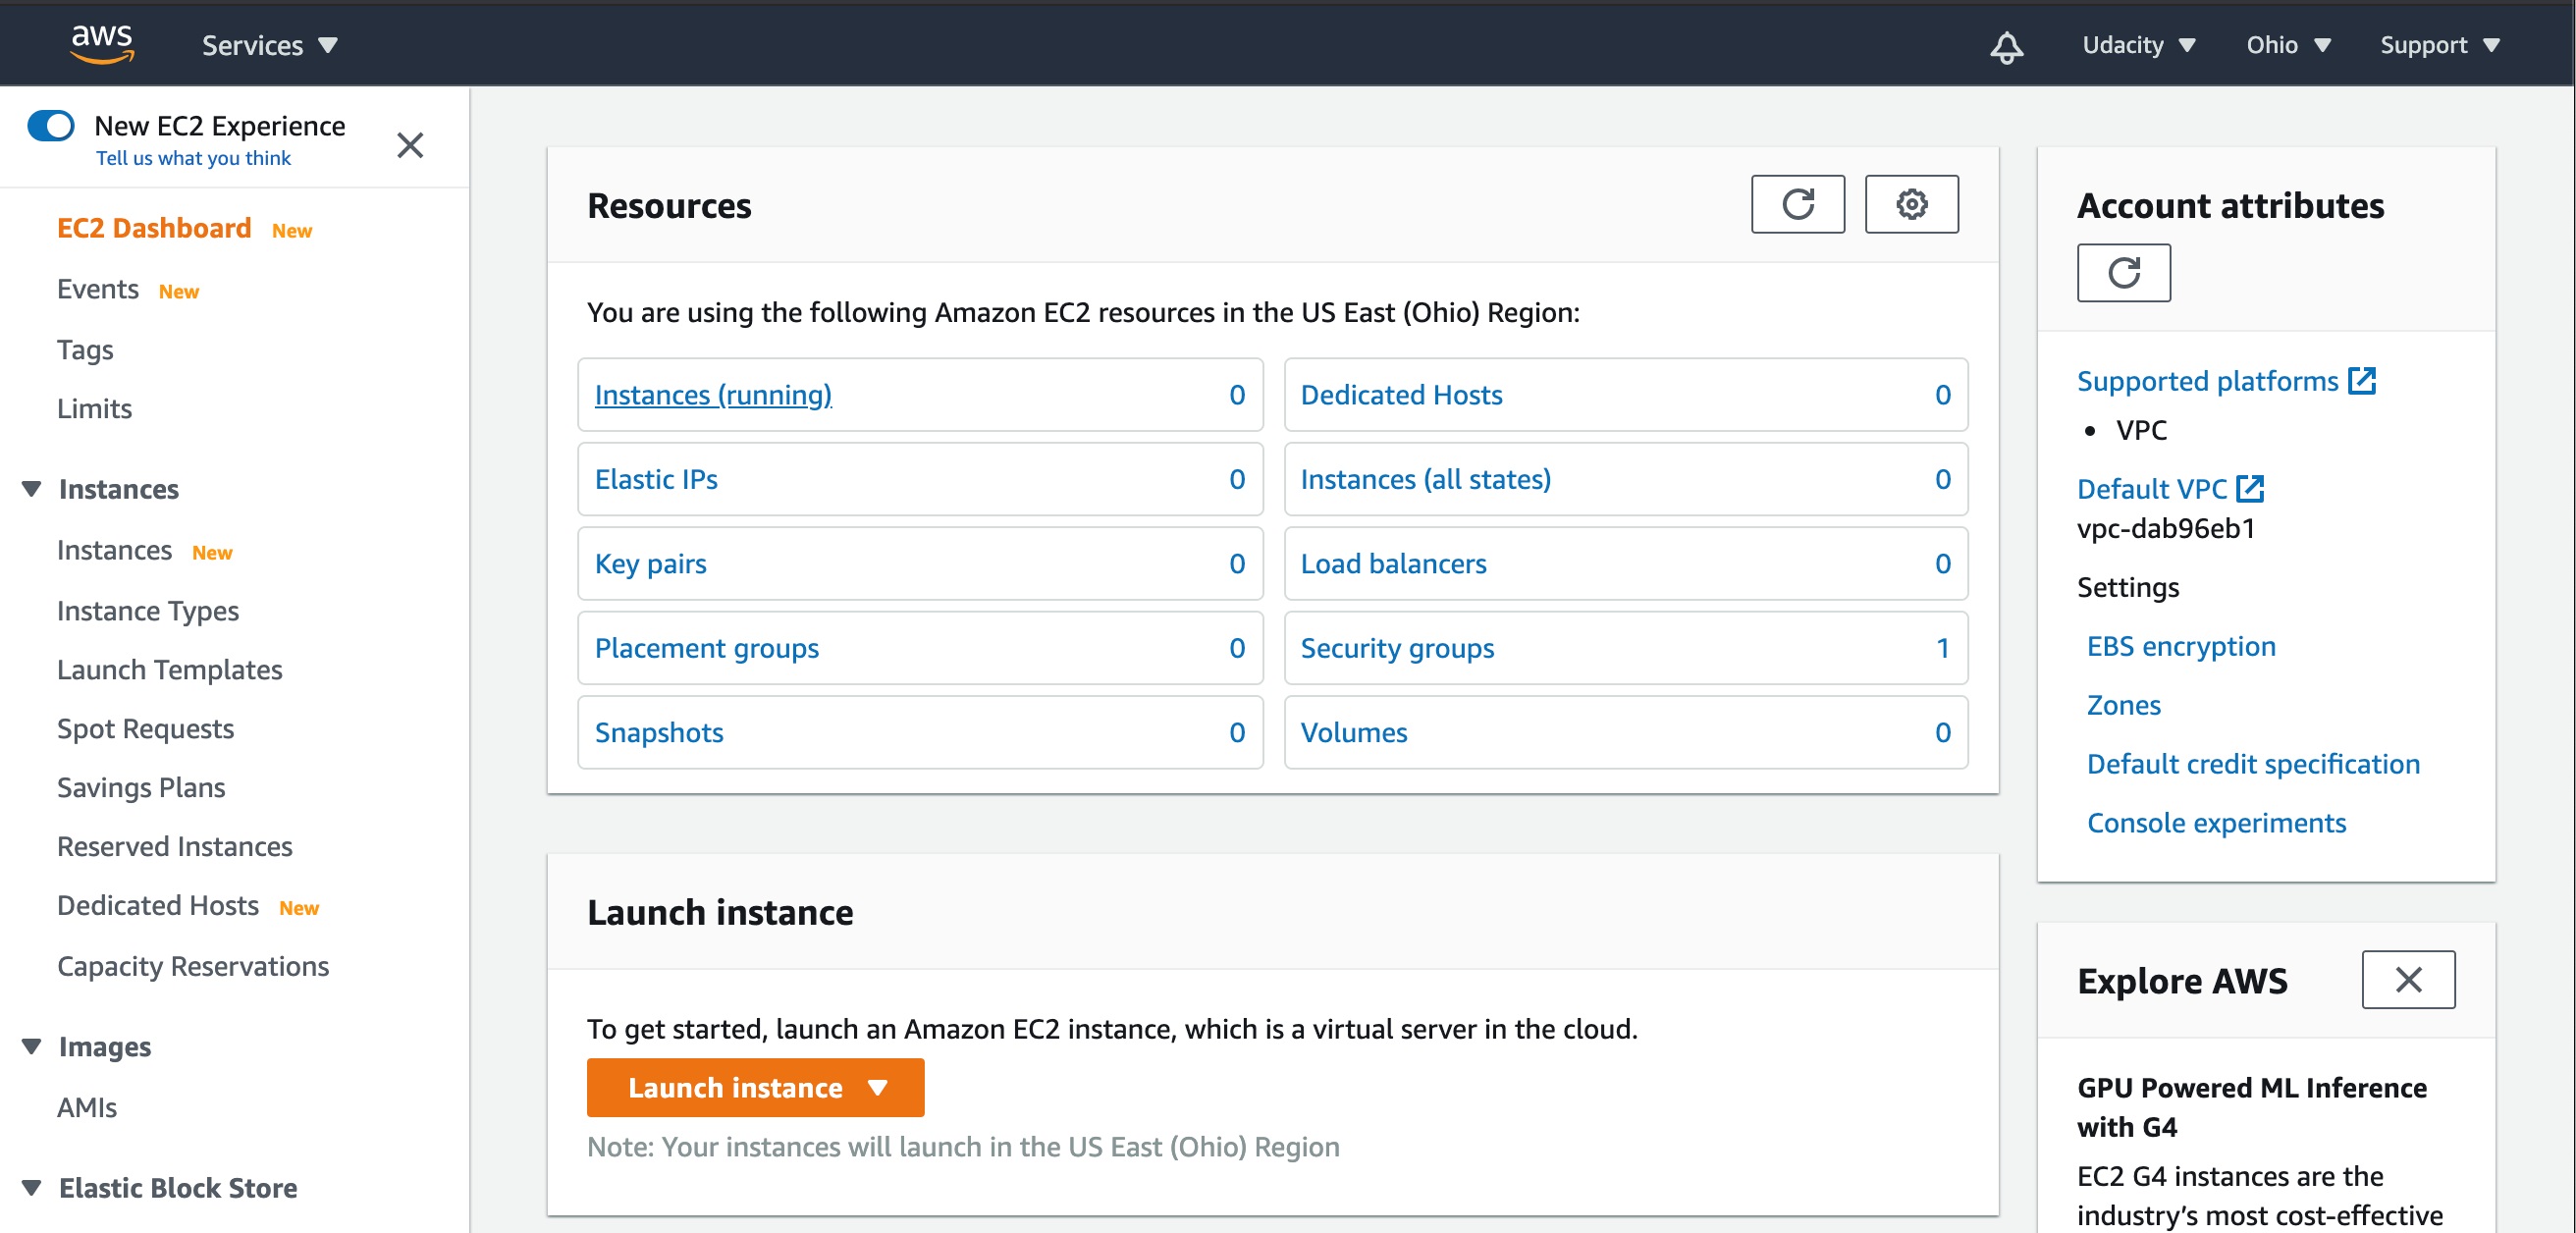 aws
Services
Udacity
Ohio
Support
New EC2 Experience
Tell us what you think
EC2 Dashboard New
Events New
Tags
Limits
Instances
Instances New
Instance Types
Launch Templates
Spot Requests
Savings Plans
Reserved Instances
Dedicated Hosts New
Capacity Reservations
Images
AMIs
Elastic Block Store
Resources
You are using the following Amazon EC2 resources in the US East (Ohio) Region:
Instances (running) 0
Dedicated Hosts 0
Elastic IPs 0
Instances (all states) 0
Key pairs 0
Load balancers 0
Placement groups 0
Security groups 1
Snapshots 0
Volumes 0
Launch instance
To get started, launch an Amazon EC2 instance, which is a virtual server in the cloud.
Launch instance
Note: Your instances will launch in the US East (Ohio) Region
Account attributes
Supported platforms
• VPC
Default VPC
vpc-dab96eb1
Settings
EBS encryption
Zones
Default credit specification
Console experiments
Explore AWS
GPU Powered ML Inference
with G4
EC2 G4 instances are the
industry's most cost-effective